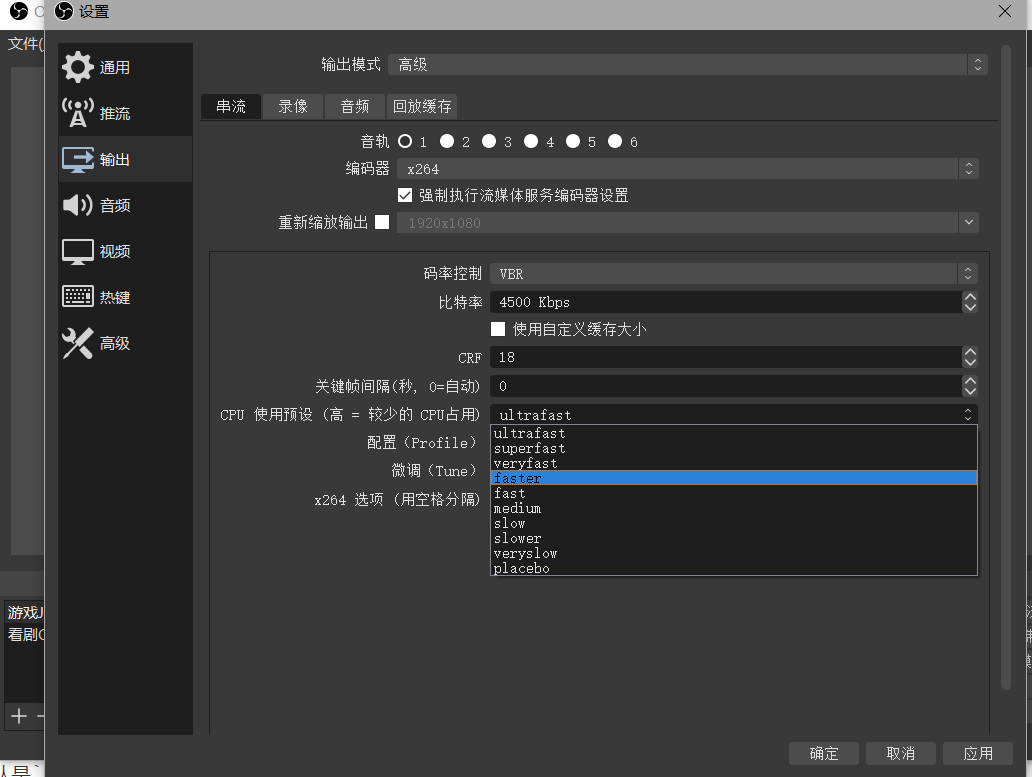 设置
文件(
通用
推流
输出
音频
视频
热键
高级
输出模式 高级
串流 录像 音频 回放缓存
音轨 1 2 3 4 5 6
编码器 x264
强制执行流媒体服务编码器设置
重新缩放输出 1920x1080
码率控制 VBR
比特率 4500 Kbps
使用自定义缓存大小
CRF 18
关键帧间隔(秒, 0=自动) 0
CPU 使用预设 (高 = 较少的 CPU占用) ultrafast
配置（Profile）
微调（Tune）
x264 选项 (用空格分隔)
ultrafast
superfast
veryfast
faster
fast
medium
slow
slower
veryslow
placebo
游戏
看剧
确定 取消 应用